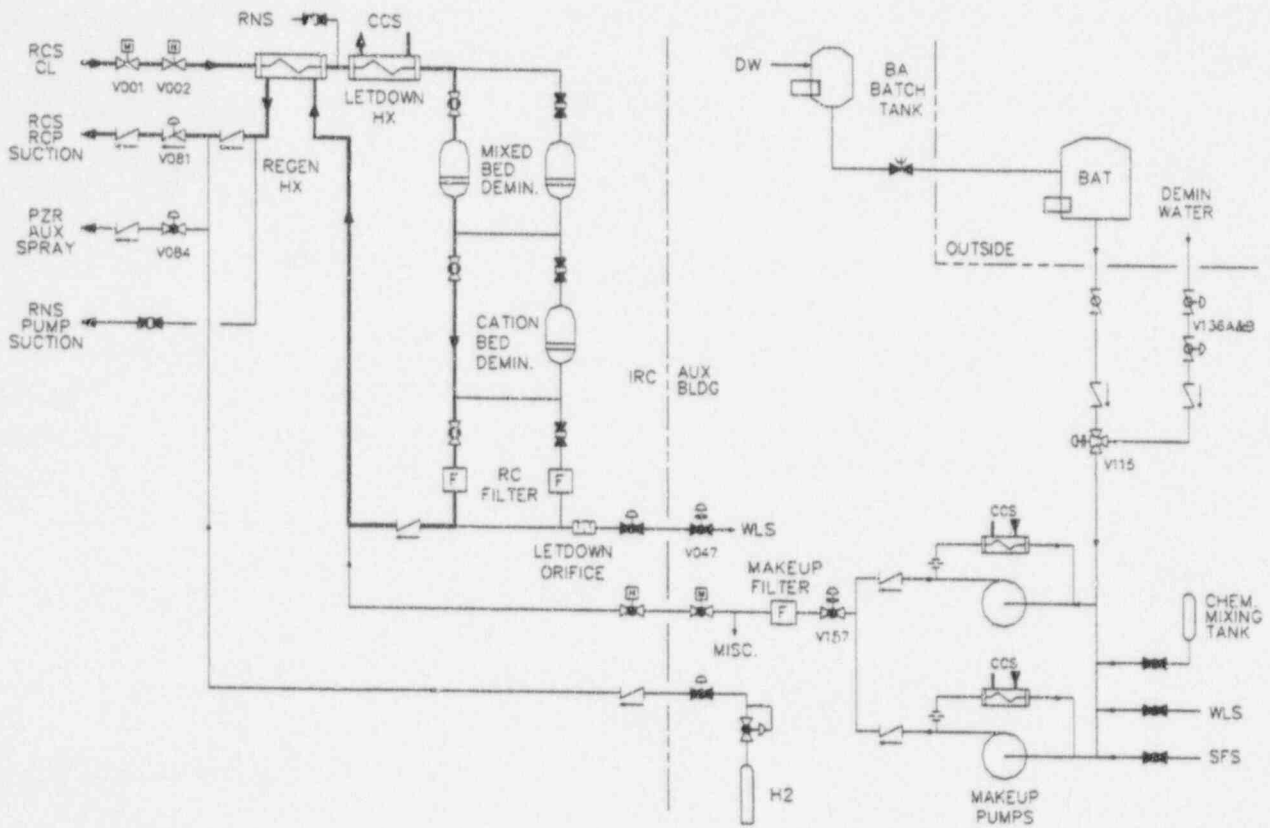 RNS
CCS
RCS
CL
V001
V002
LETDOWN
HX
RCS
RCP
SUCTION
V081
REGEN
HX
MIXED
BED
DEMIN.
PZR
AUX
SPRAY
V084
RNS
PUMP
SUCTION
CATION
BED
DEMIN.
IRC
AUX
BLDG
DW
BA
BATCH
TANK
BAT
DEMIN
WATER
OUTSIDE
V136A&B
V115
F
RC
FILTER
F
LETDOWN
ORIFICE
V047
WLS
MAKEUP
FILTER
F
V157
MISC.
CCS
CHEM.
MIXING
TANK
CCS
WLS
SFS
MAKEUP
PUMPS
H2